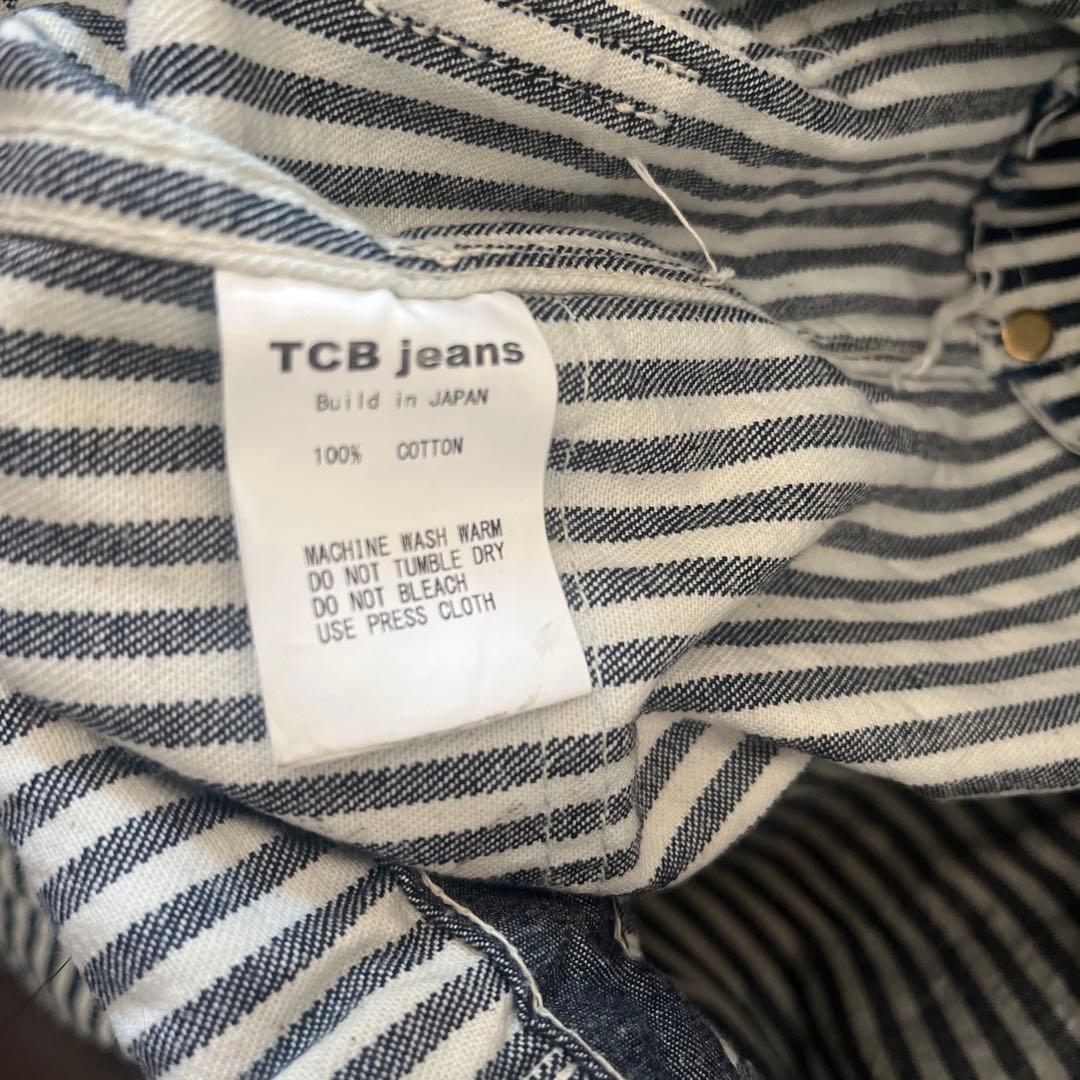 TCB jeans
Build in JAPAN
100% COTTON
MACHINE WASH WARM
DO NOT TUMBLE DRY
DO NOT BLEACH
USE PRESS CLOTH